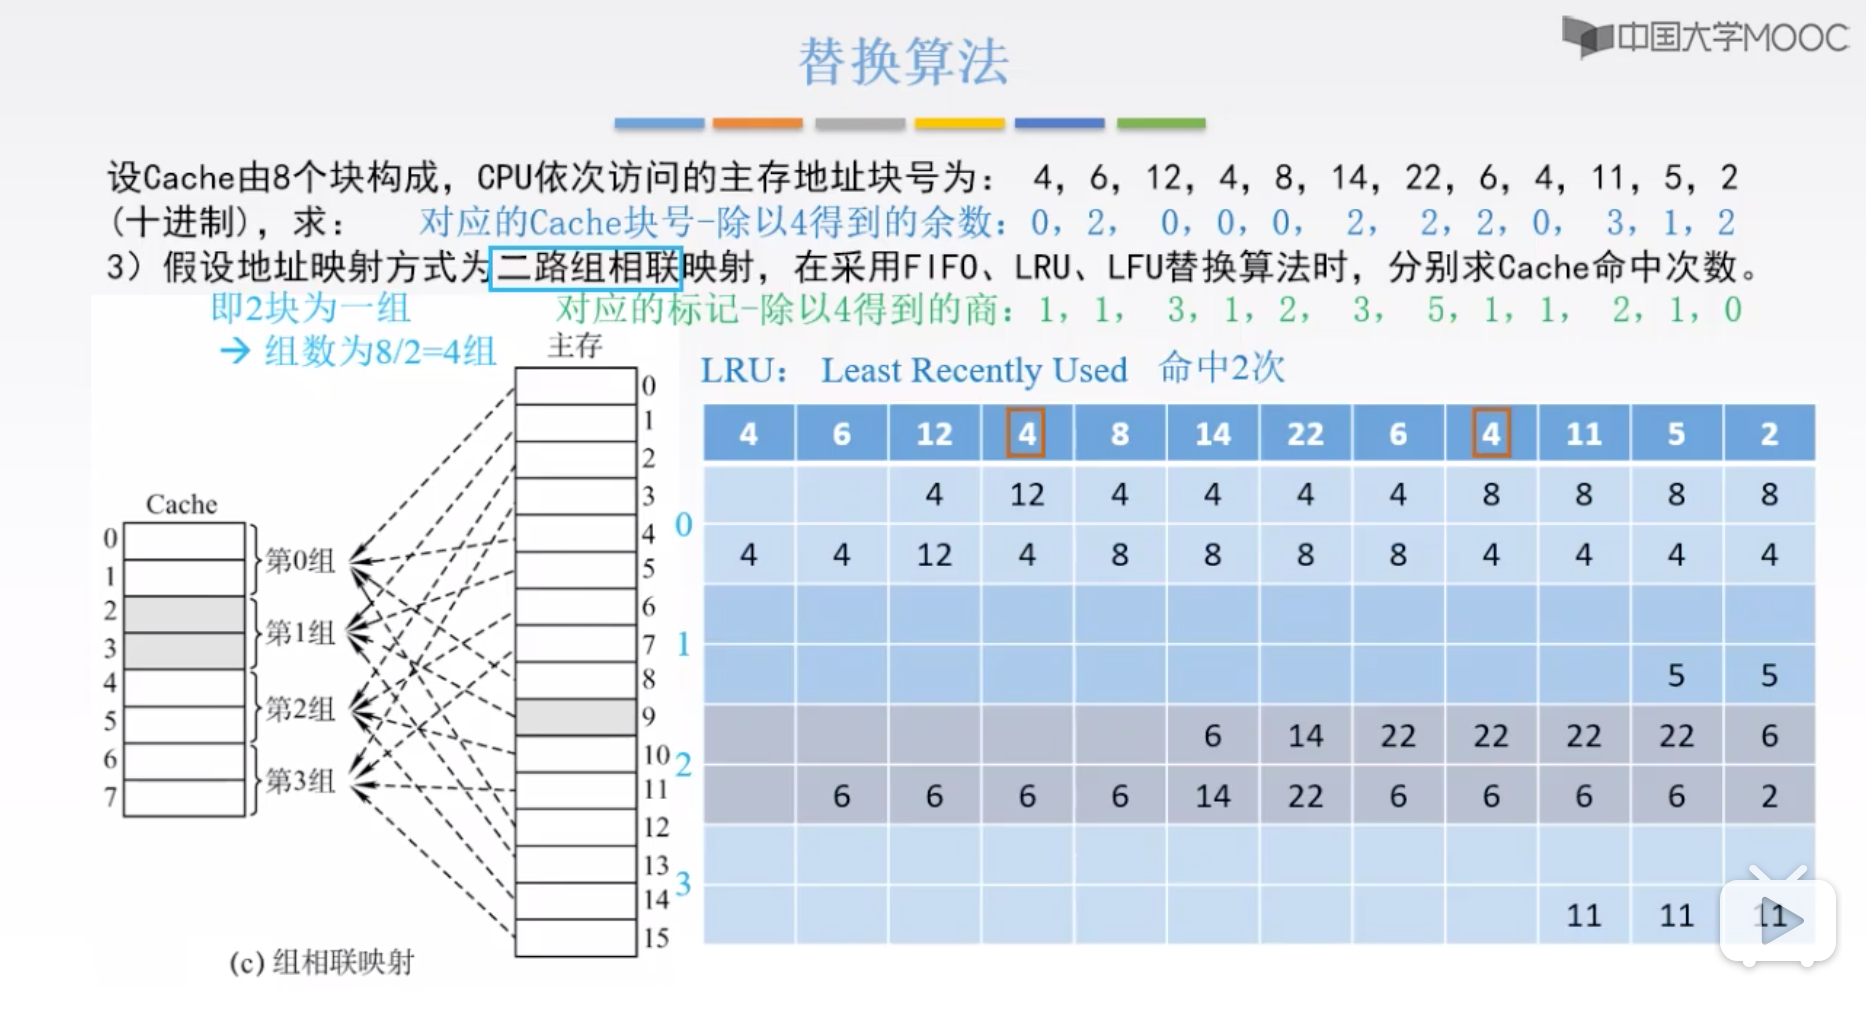 中国大学MOOC
替换算法
设Cache由8个块构成，CPU依次访问的主存地址块号为： 4，6，12，4，8，14，22，6，4，11，5，2
(十进制)，求： 对应的Cache块号-除以4得到的余数：0，2， 0，0，0， 2， 2，2，0， 3，1，2
3）假设地址映射方式为二路组相联映射，在采用FIFO、LRU、LFU替换算法时，分别求Cache命中次数。
即2块为一组 对应的标记-除以4得到的商：1，1， 3，1，2， 3， 5，1，1， 2，1，0
→ 组数为8/2=4组
主存
0
1
2
3
4
5
6
7
8
9
10
11
12
13
14
15
Cache
0
1
2
3
4
5
6
7
第0组
第1组
第2组
第3组
(c) 组相联映射
LRU： Least Recently Used 命中2次
4 6 12 4 8 14 22 6 4 11 5 2
0
4 12 4 4 4 4 8 8 8 8
4 4 12 4 8 8 8 8 4 4 4 4
1
5 5
2
6 14 22 22 22 22 6
6 6 6 6 14 22 6 6 6 6 2
3
11 11 11